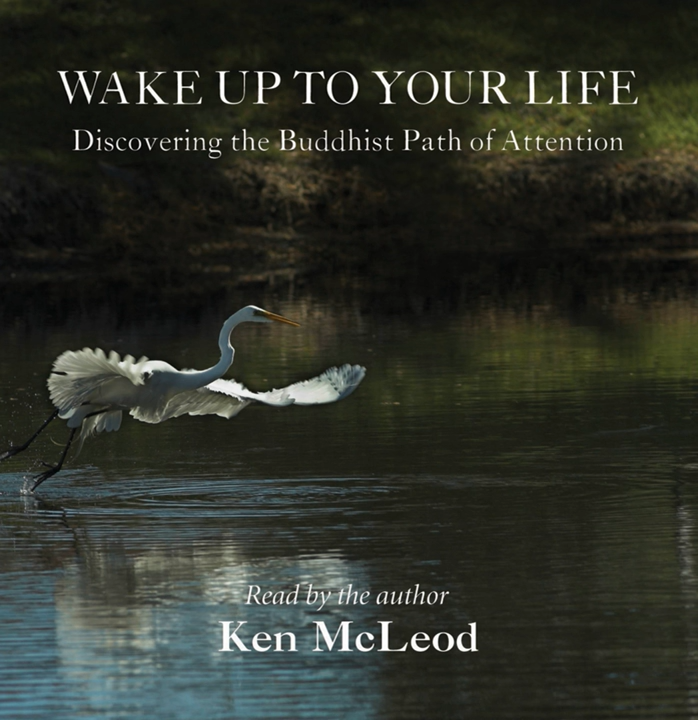 WAKE UP TO YOUR LIFE
Discovering the Buddhist Path of Attention
Read by the author
Ken McLeod